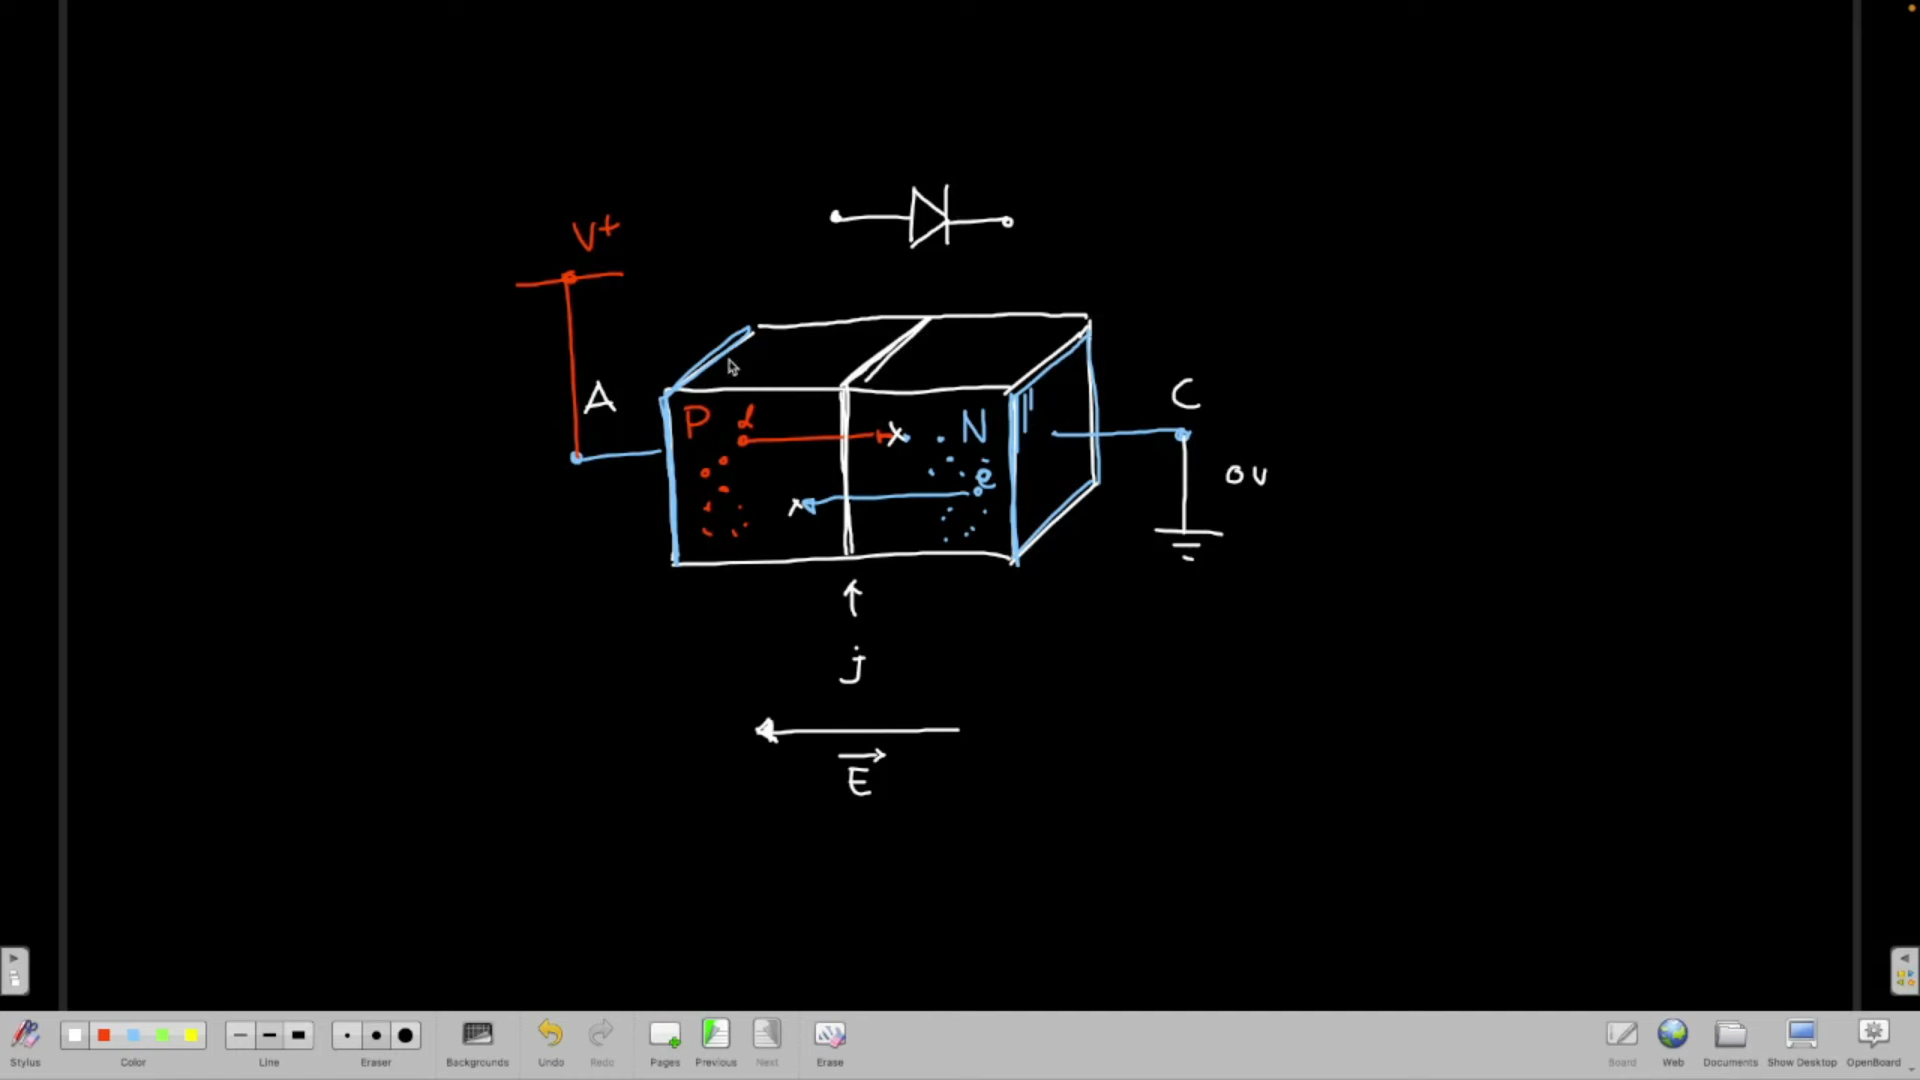 V+
A
C
P
N
e
0V
j
E
Stylus
Color
Line
Eraser
Backgrounds
Undo
Redo
Pages
Previous
Next
Erase
Board
Web
Documents
Show Desktop
OpenBoard